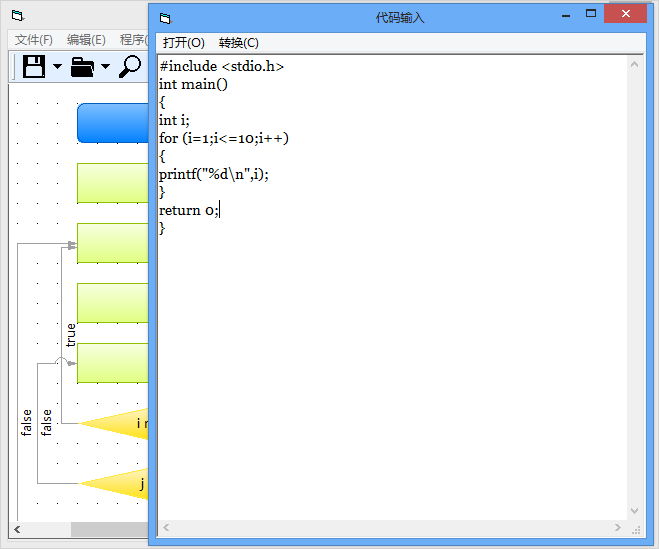 代码输入
文件(F) 编辑(E) 程序(
打开(O) 转换(C)
#include <stdio.h>
int main()
{
int i;
for (i=1;i<=10;i++)
{
printf("%d\n",i);
}
return 0;
}
true
false
false
i
j